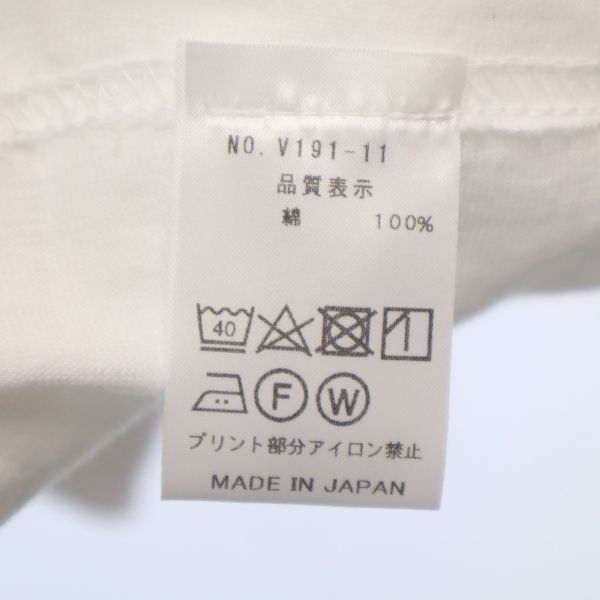 NO. V191-11
品質表示
綿 100%
40
F W
プリント部分アイロン禁止
MADE IN JAPAN